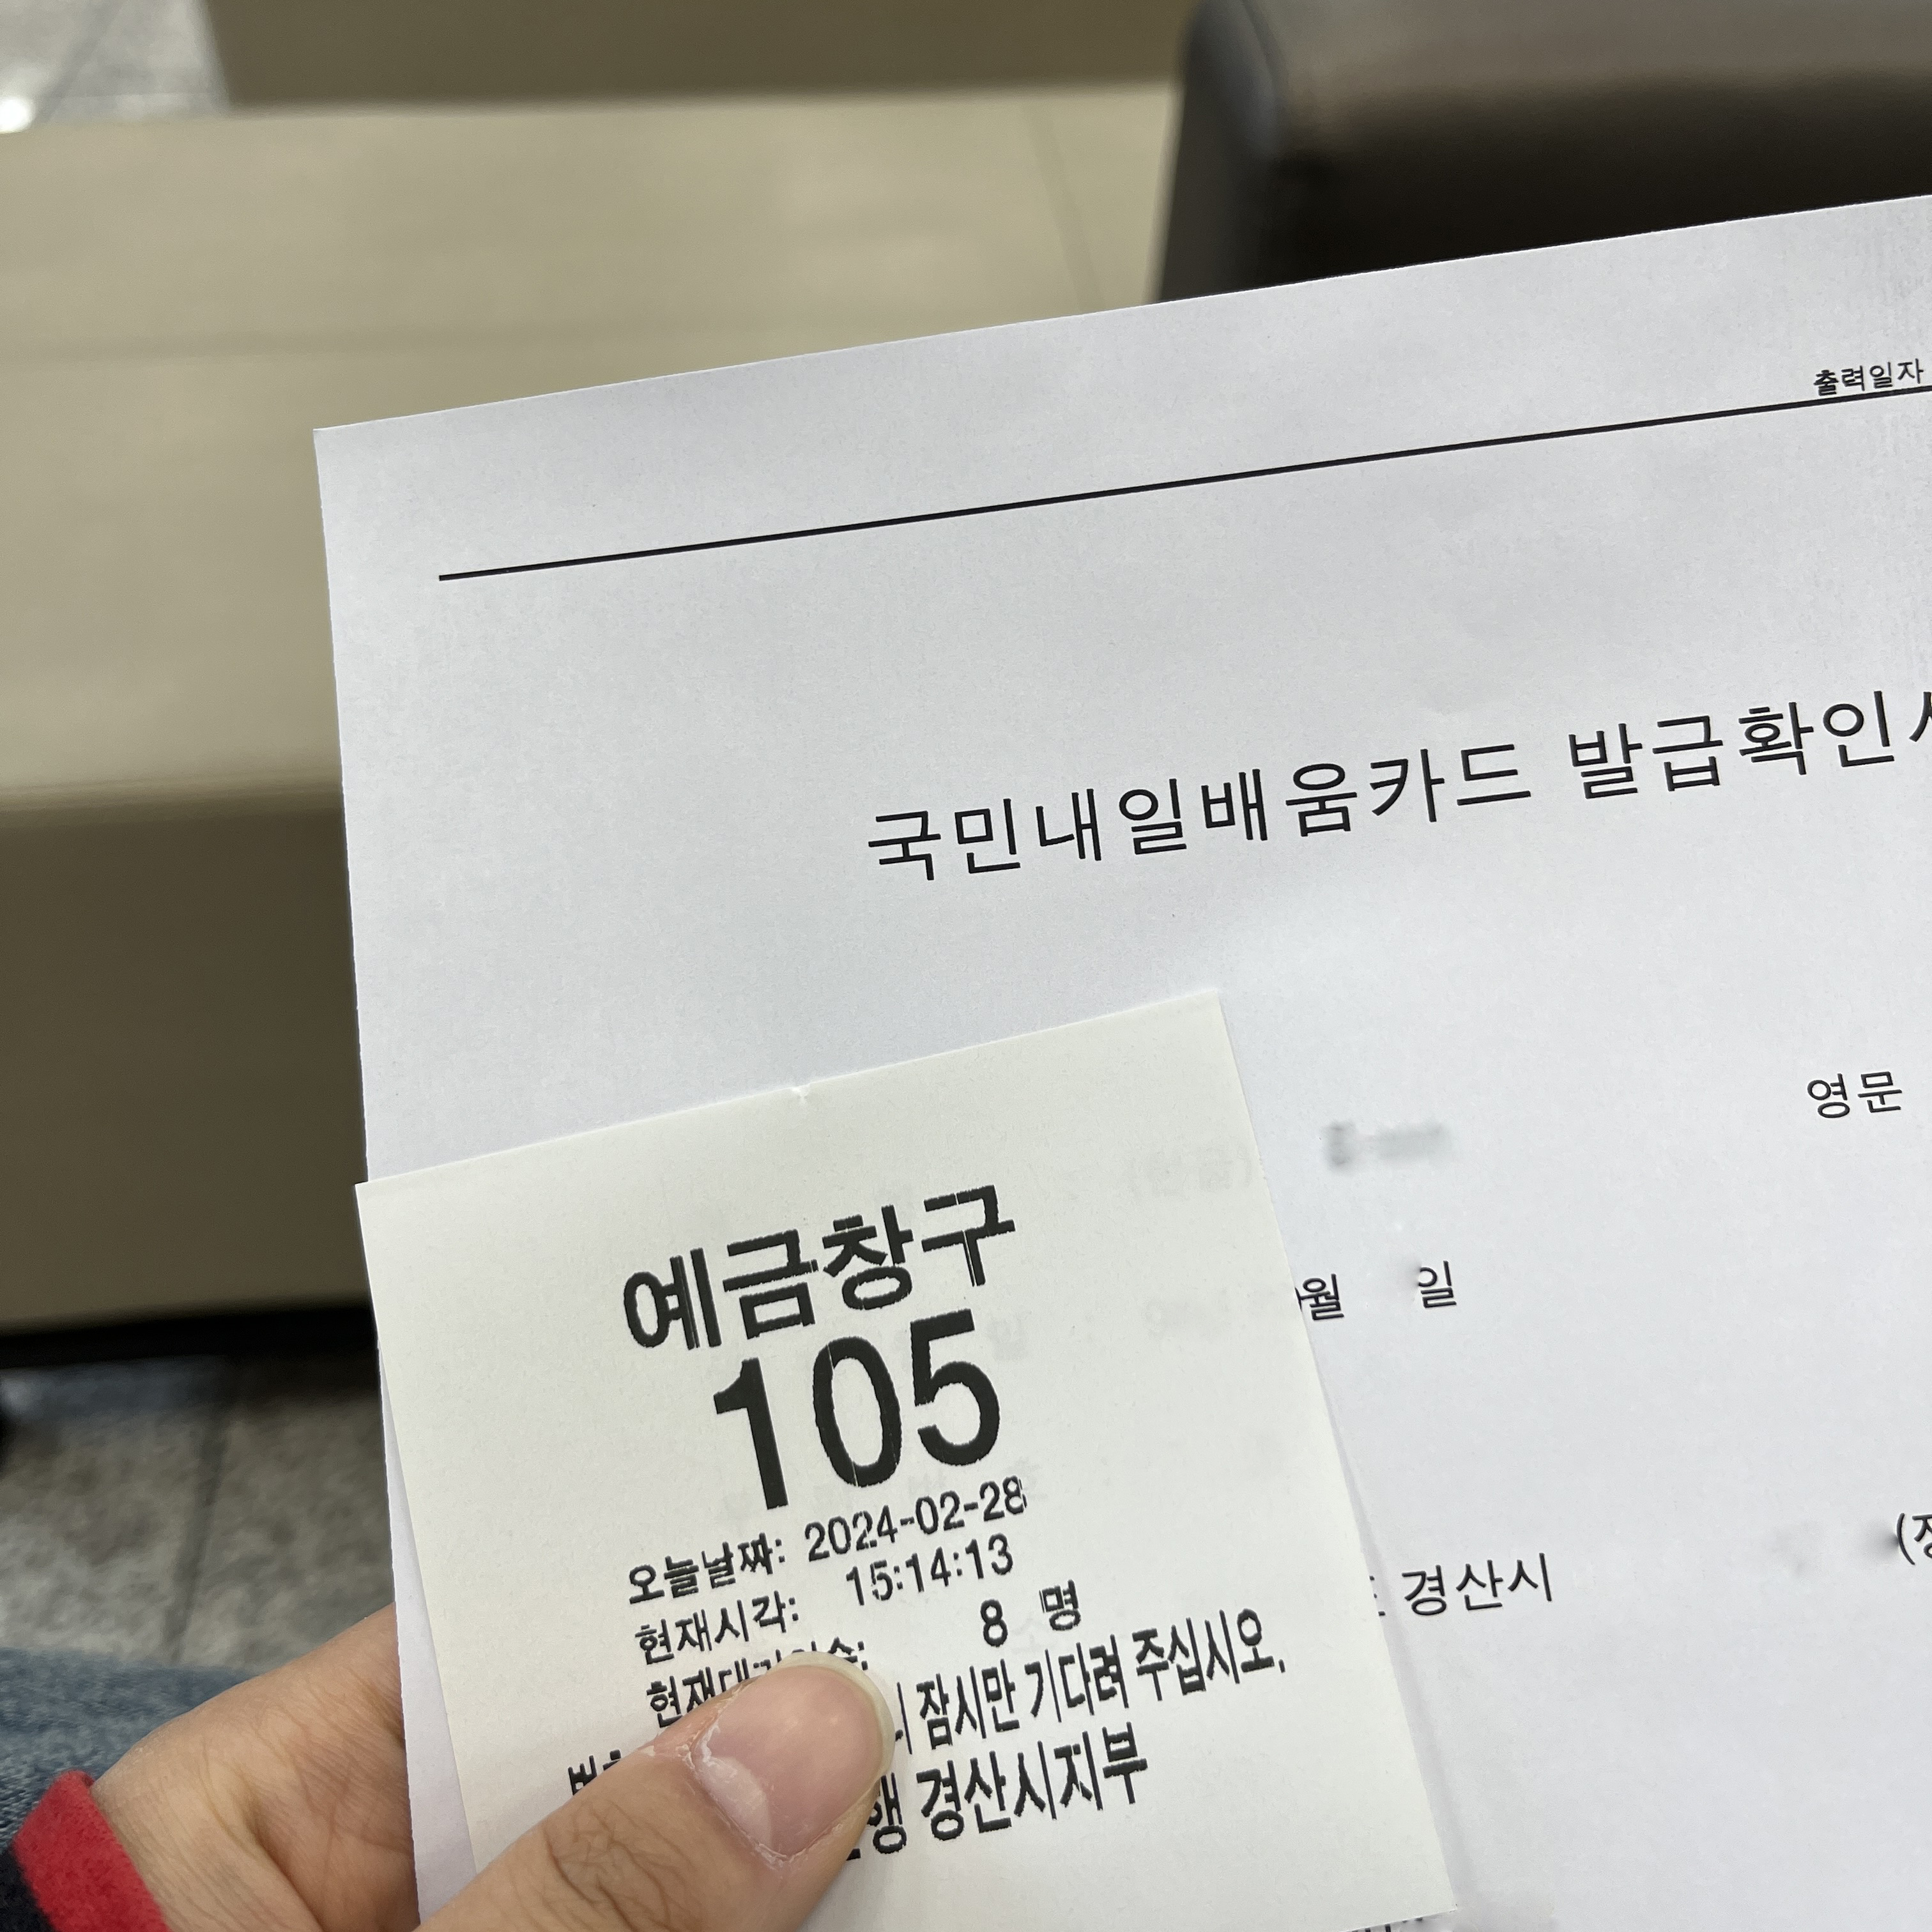 출력일자
국민내일배움카드 발급확인
영문
월 일
경산시
예금창구
105
오늘날짜: 2024-02-28
현재시각: 15:14:13
8 명
잠시만 기다려 주십시오.
경산시지부